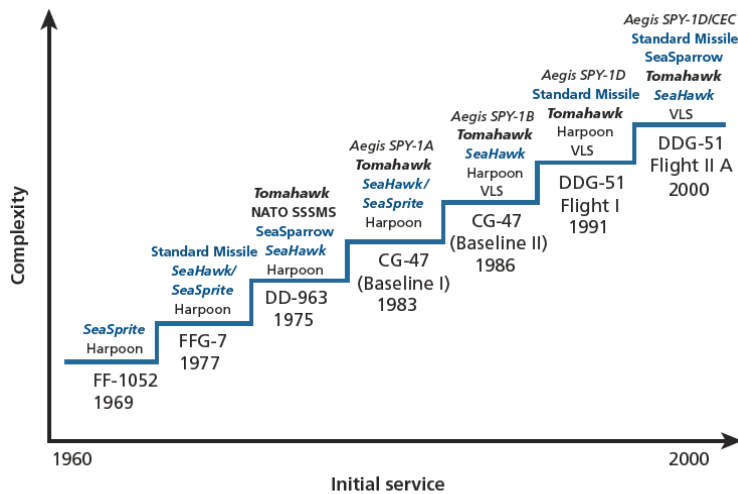 Complexity
SeaSprite
Harpoon
FF-1052
1969
Standard Missile
SeaHawk/
SeaSprite
Harpoon
FFG-7
1977
Tomahawk
NATO SSSMS
SeaSparrow
SeaHawk
Harpoon
DD-963
1975
Aegis SPY-1A
Tomahawk
SeaHawk/
SeaSprite
Harpoon
CG-47
(Baseline I)
1983
Aegis SPY-1B
Tomahawk
SeaHawk
Harpoon
VLS
CG-47
(Baseline II)
1986
Aegis SPY-1D
Standard Missile
Tomahawk
Harpoon
VLS
DDG-51
Flight I
1991
Aegis SPY-1D/CEC
Standard Missile
SeaSparrow
Tomahawk
SeaHawk
VLS
DDG-51
Flight II A
2000
1960
2000
Initial service